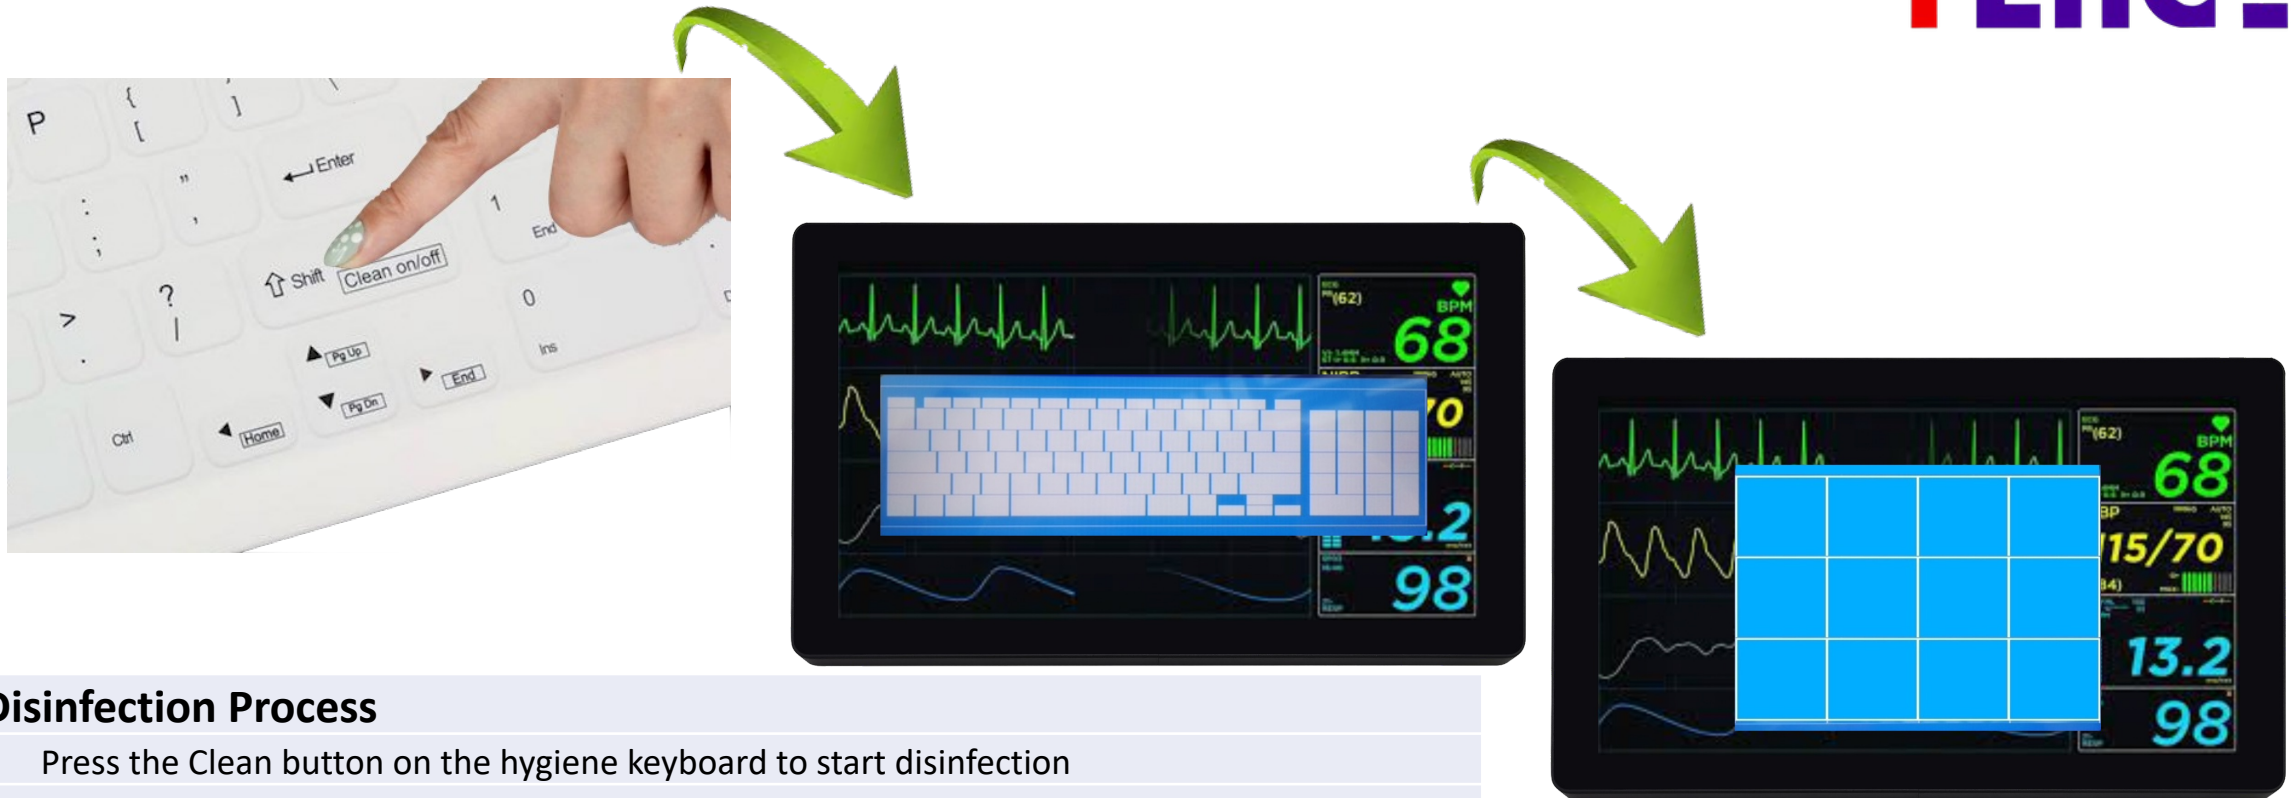 P
{
[
]
← Enter
"
,
:
;
1
End
⇧ Shift Clean on/off
?
>
.
0
Ins
▲ Pg Up
▼ Pg Dn
► End
◄ Home
Ctrl
(62)
BPM
68
70
.2
98
(62)
BPM
68
BP
AUTO
115/70
84)
13.2
98
Disinfection Process
Press the Clean button on the hygiene keyboard to start disinfection